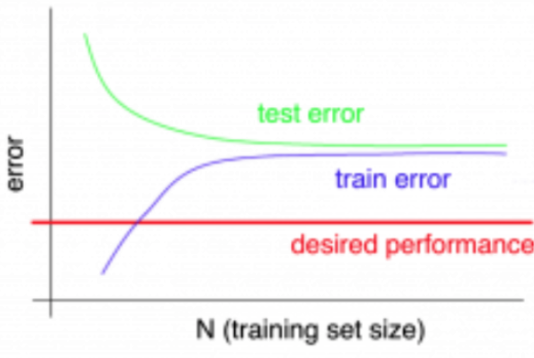 test error
error
train error
desired performance
N (training set size)